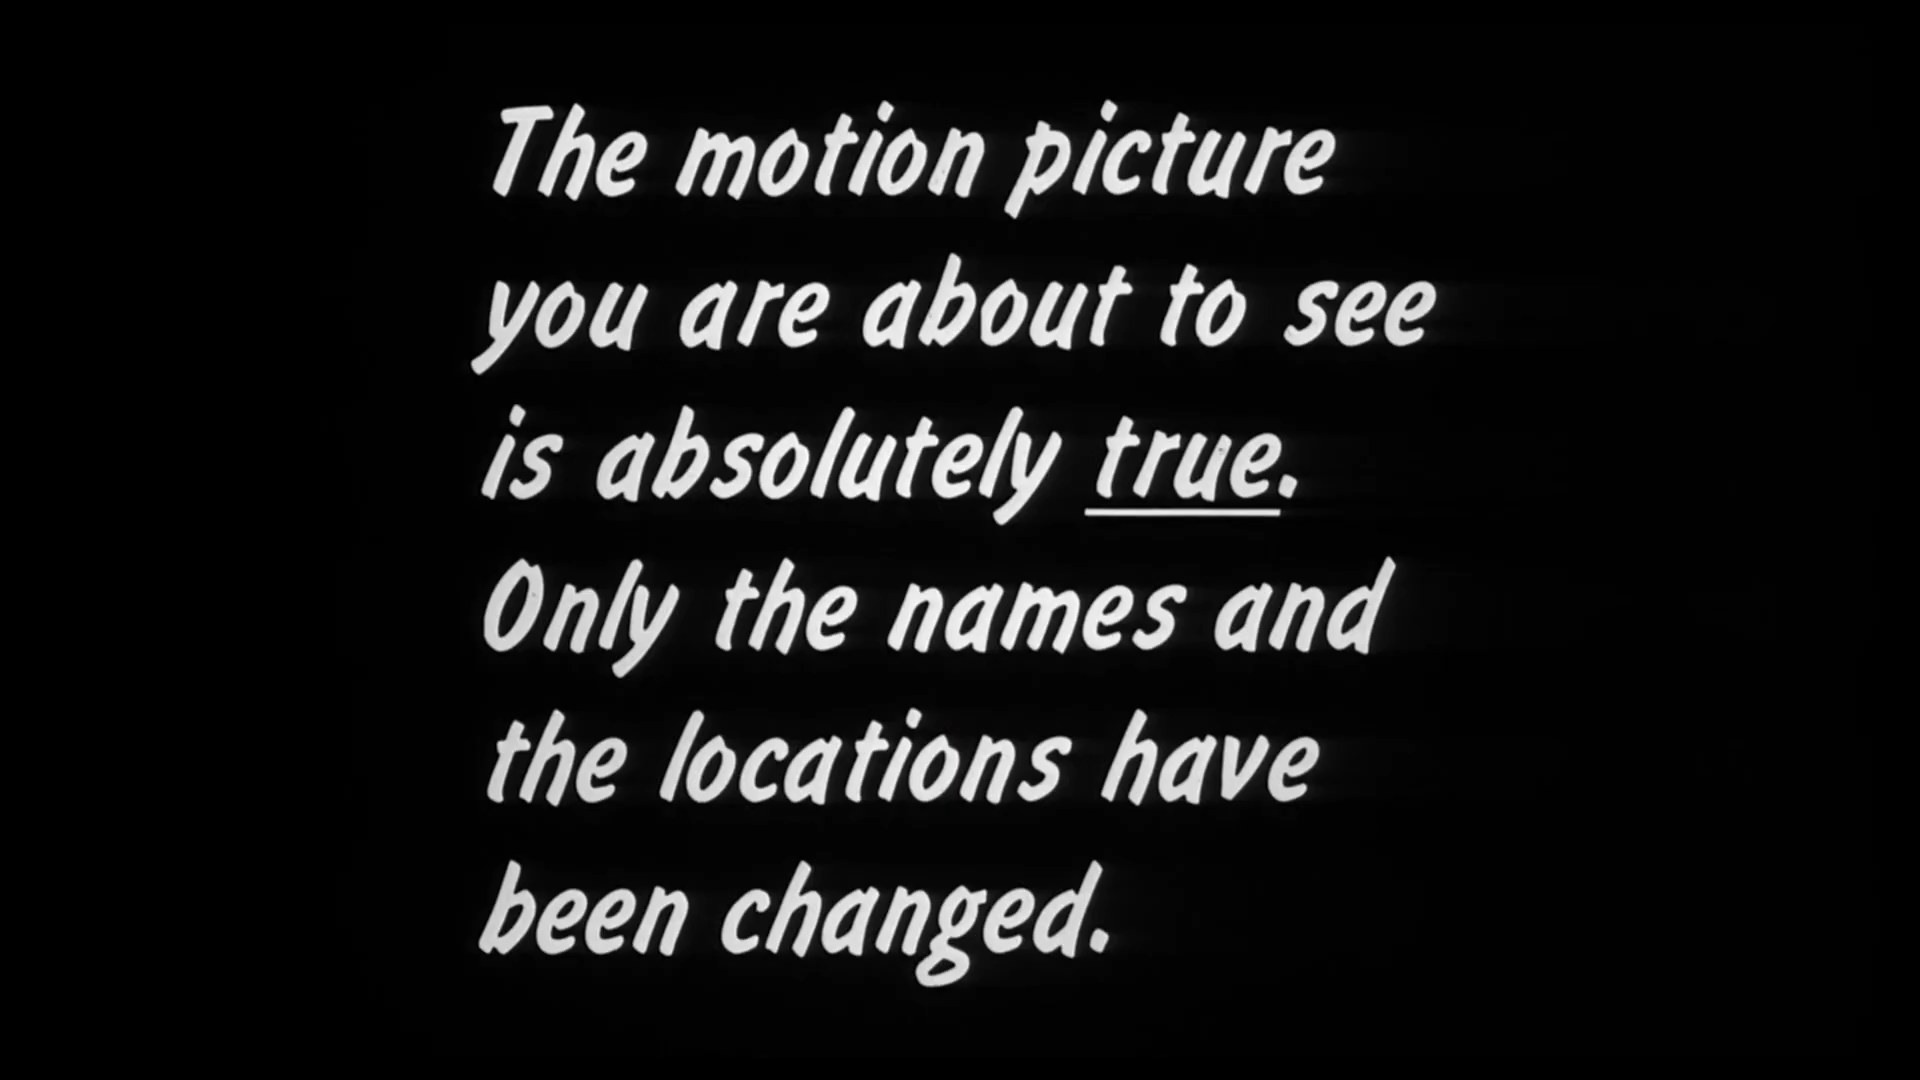 The motion picture
you are about to see
is absolutely true.
Only the names and
the locations have
been changed.